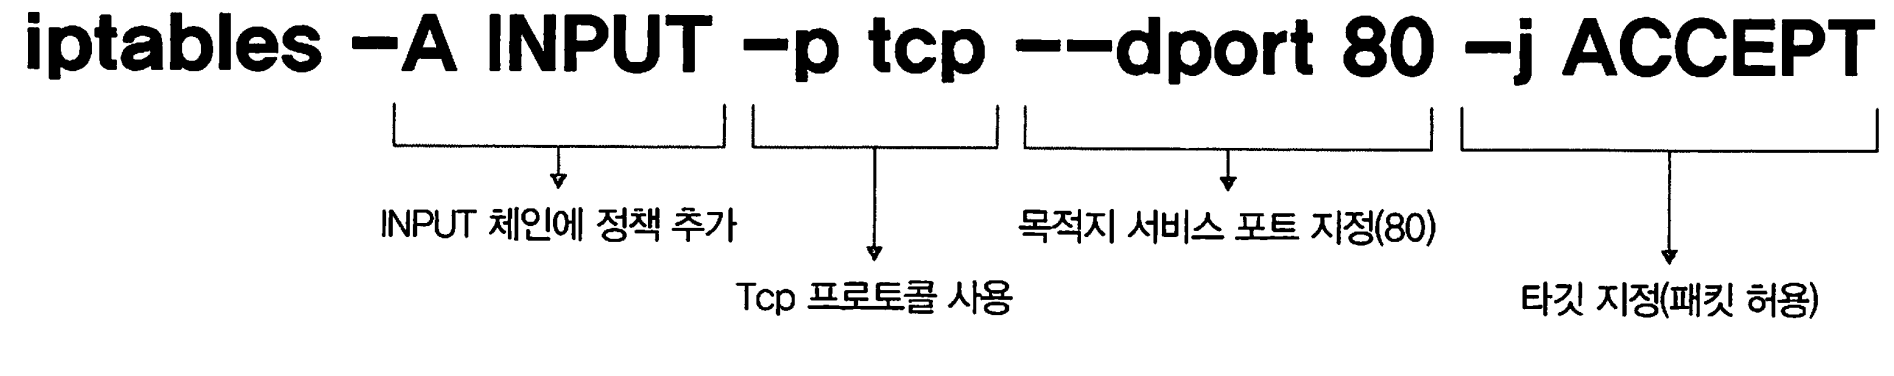 iptables -A INPUT -p tcp --dport 80 -j ACCEPT
INPUT 체인에 정책 추가
목적지 서비스 포트 지정(80)
Tcp 프로토콜 사용
타깃 지정(패킷 허용)